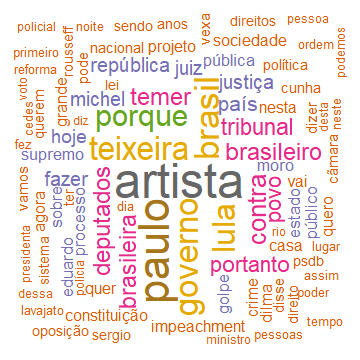 policial
noite
sendo
anos
pessoa
primeiro
rousseff
nacional
projeto
vexa
direitos
ordem
reforma
pode
república
juiz
pública
sociedade
podemos
voto
cedes
querem
grande
lei
michel
temer
brasil
justiça
política
cunha
neste
diz
porque
país
nesta
dizer
desta
câmara
fez
hoje
teixeira
tribunal
supremo
brasileiro
moro
vamos
fazer
artista
contra
povo
vai
quero
agora
sobre
ter
processo
deputados
dia
brasileira
paulo
governo
lula
estado
público
presidenta
sistema
eduardo
policia
rio
casa
lugar
portanto
psdb
assim
dessa
quer
golpe
crime
dilma
disse
direito
poder
lavajato
constituição
oposição
sergio
impeachment
ministro
pessoas
tempo